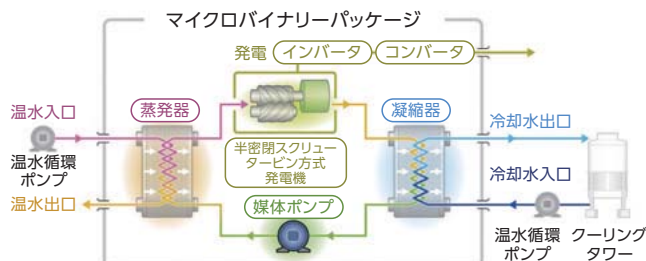 マイクロバイナリーパッケージ
発電
インバータ
コンバータ
温水入口
蒸発器
凝縮器
冷却水出口
温水循環
ポンプ
半密閉スクリュー
タービン方式
発電機
冷却水入口
温水出口
媒体ポンプ
温水循環
ポンプ
クーリング
タワー